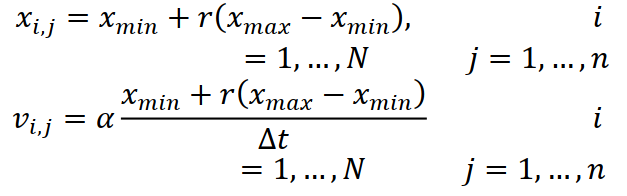 x_{i,j} = x_{min} + r(x_{max} − x_{min}), i
= 1, … , N j = 1, … , n
v_{i,j} = α \frac{x_{min} + r(x_{max} − x_{min})}{Δt} i
= 1, … , N j = 1, … , n